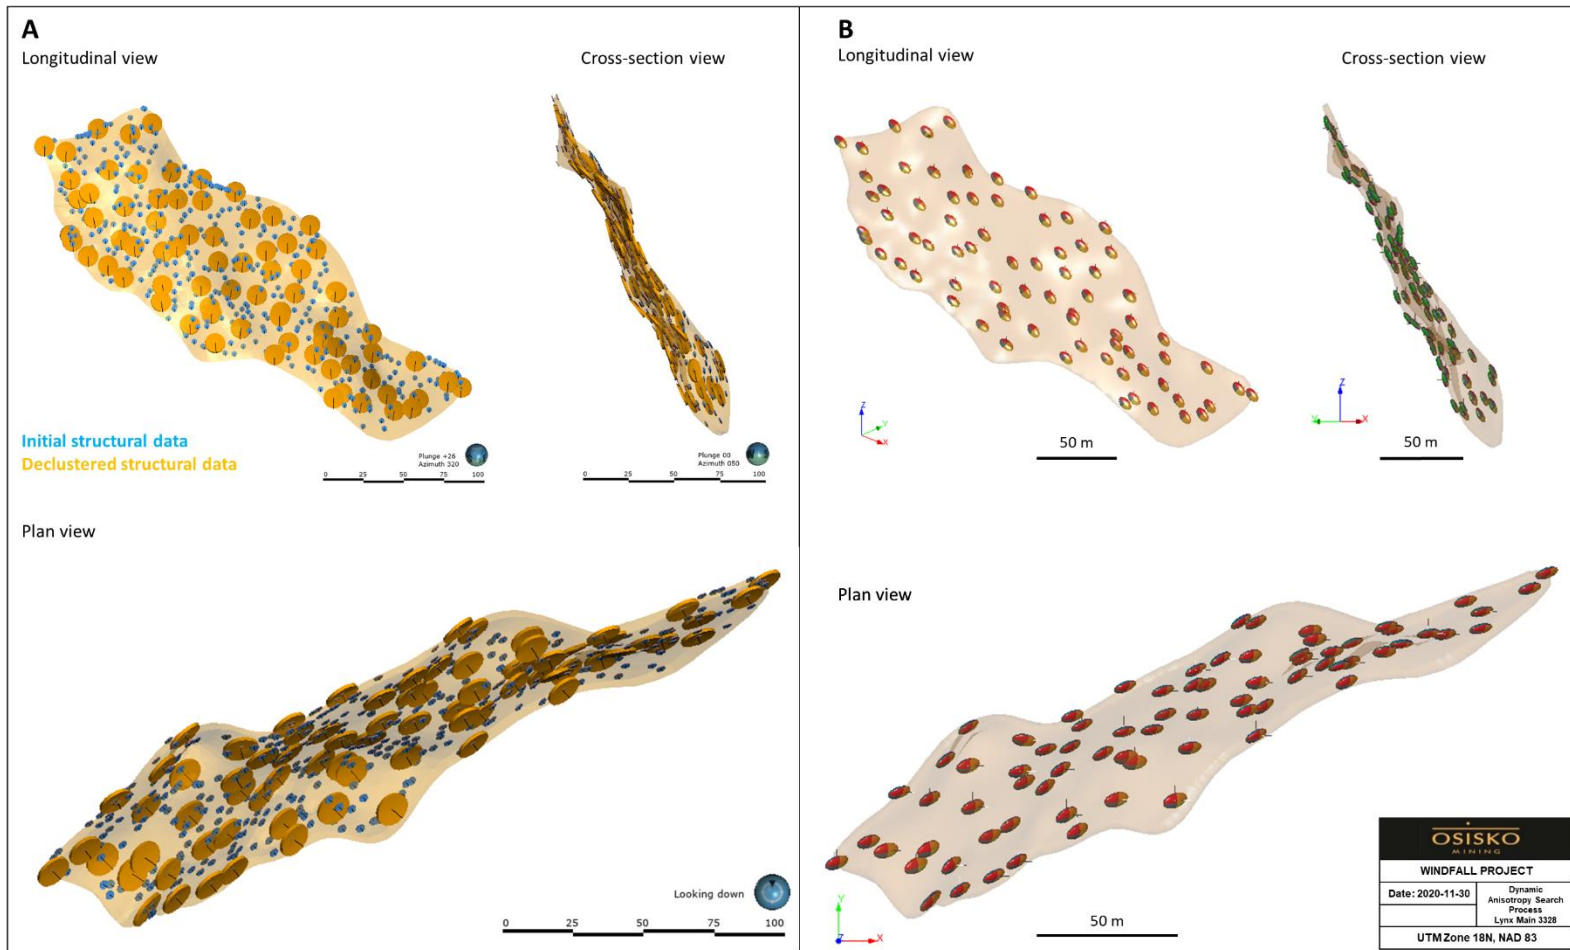 A
Longitudinal view
Cross-section view
Initial structural data
Declustered structural data
Plunge +26
Azimuth 320
0 25 50 75 100
Plunge 00
Azimuth 050
0 25 50 75 100
Plan view
Looking down
0 25 50 75 100
B
Longitudinal view
Cross-section view
Z
Y
X
50 m
Z
Y
X
50 m
Plan view
Y
Z
X
50 m
OSISKO
MINING
WINDFALL PROJECT
Date: 2020-11-30
Dynamic
Anisotropy Search
Process
Lynx Main 3328
UTM Zone 18N, NAD 83